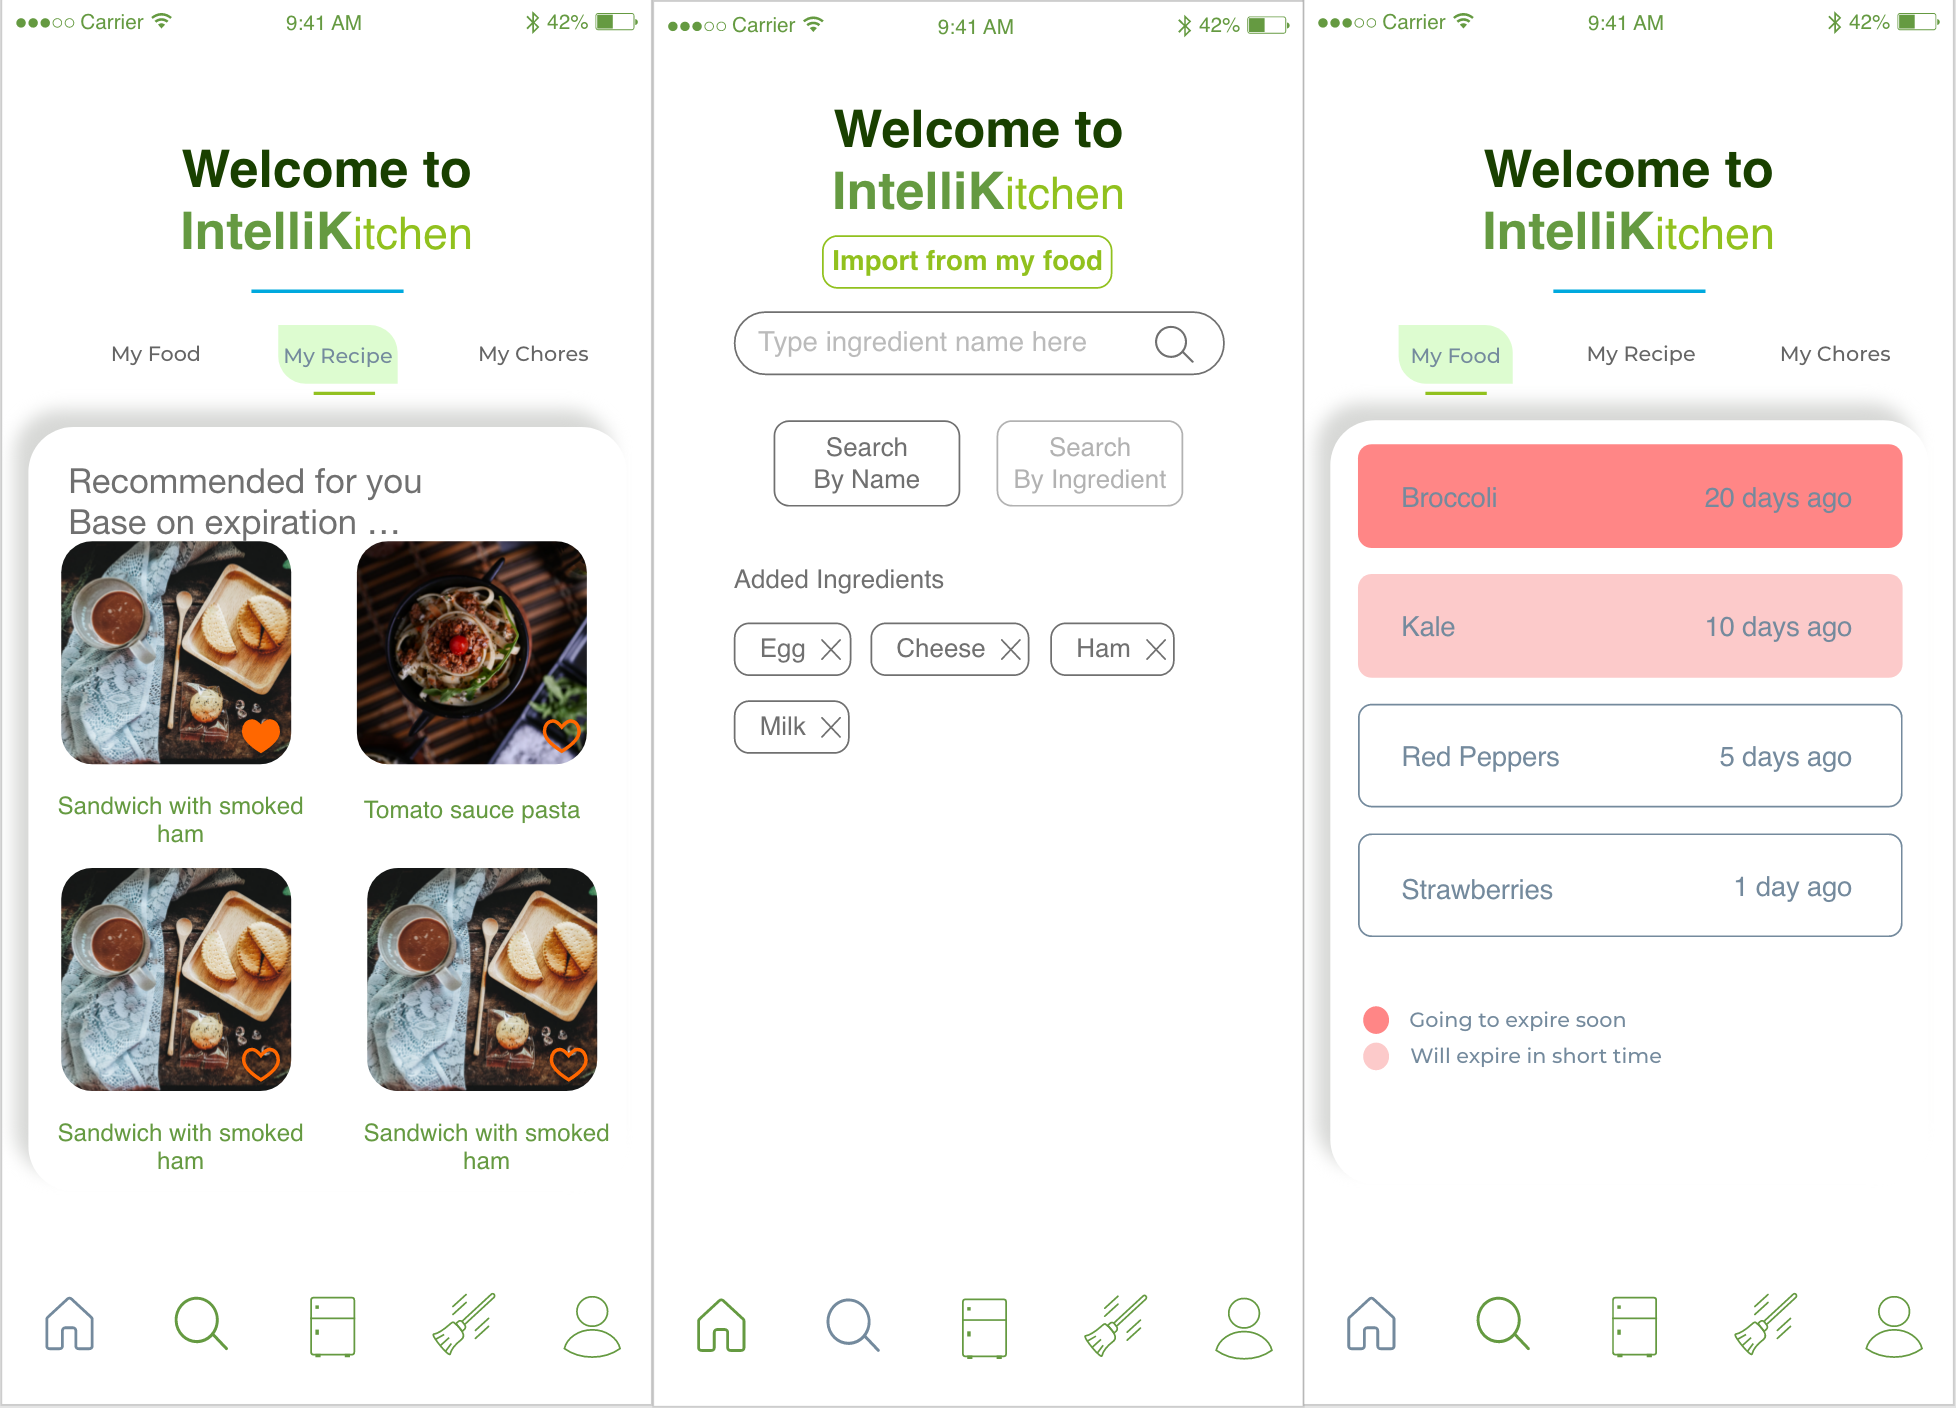 Carrier
9:41 AM
42%
Welcome to
IntelliKitchen
My Food
My Recipe
My Chores
Recommended for you
Base on expiration …
Sandwich with smoked
ham
Tomato sauce pasta
Sandwich with smoked
ham
Sandwich with smoked
ham
Carrier
9:41 AM
42%
Welcome to
IntelliKitchen
Import from my food
Type ingredient name here
Search
By Name
Search
By Ingredient
Added Ingredients
Egg
Cheese
Ham
Milk
Carrier
9:41 AM
42%
Welcome to
IntelliKitchen
My Food
My Recipe
My Chores
Broccoli 20 days ago
Kale 10 days ago
Red Peppers 5 days ago
Strawberries 1 day ago
Going to expire soon
Will expire in short time